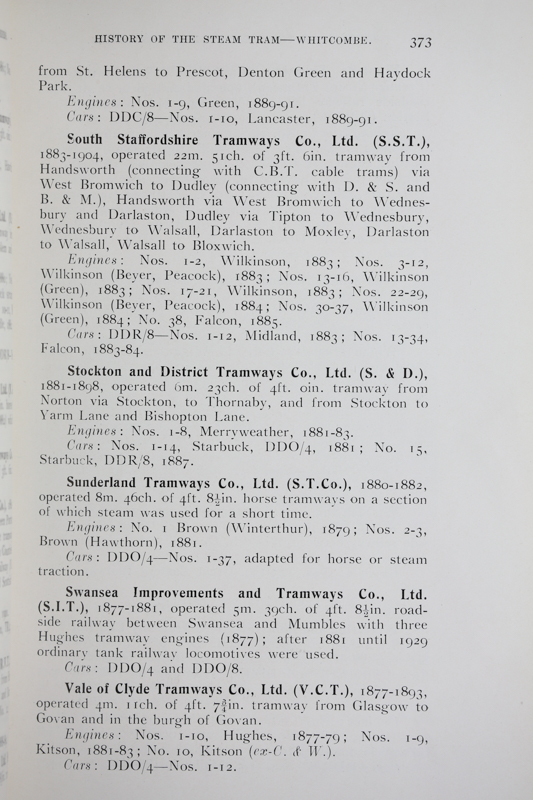 HISTORY OF THE STEAM TRAM—WHITCOMBE. 373
from St. Helens to Prescot, Denton Green and Haydock
Park.
Engines: Nos. 1-9, Green, 1889-91.
Cars: DDC/8—Nos. 1-10, Lancaster, 1889-91.
South Staffordshire Tramways Co., Ltd. (S.S.T.),
1883-1904, operated 22m. 51ch. of 3ft. 6in. tramway from
Handsworth (connecting with C.B.T. cable trams) via
West Bromwich to Dudley (connecting with D. & S. and
B. & M.), Handsworth via West Bromwich to Wednes-
bury and Darlaston, Dudley via Tipton to Wednesbury,
Wednesbury to Walsall, Darlaston to Moxley, Darlaston
to Walsall, Walsall to Bloxwich.
Engines: Nos. 1-2, Wilkinson, 1883; Nos. 3-12,
Wilkinson (Beyer, Peacock), 1883; Nos. 13-16, Wilkinson
(Green), 1883; Nos. 17-21, Wilkinson, 1883; Nos. 22-29,
Wilkinson (Beyer, Peacock), 1884; Nos. 30-37, Wilkinson
(Green), 1884; No. 38, Falcon, 1885.
Cars: DDR/8—Nos. 1-12, Midland, 1883; Nos. 13-34,
Falcon, 1883-84.
Stockton and District Tramways Co., Ltd. (S. & D.),
1881-1898, operated 6m. 23ch. of 4ft. 0in. tramway from
Norton via Stockton, to Thornaby, and from Stockton to
Yarm Lane and Bishopton Lane.
Engines: Nos. 1-8, Merryweather, 1881-83.
Cars: Nos. 1-14, Starbuck, DDO/4, 1881; No. 15,
Starbuck, DDR/8, 1887.
Sunderland Tramways Co., Ltd. (S.T.Co.), 1880-1882,
operated 8m. 46ch. of 4ft. 8½in. horse tramways on a section
of which steam was used for a short time.
Engines: No. 1 Brown (Winterthur), 1879; Nos. 2-3,
Brown (Hawthorn), 1881.
Cars: DDO/4—Nos. 1-37, adapted for horse or steam
traction.
Swansea Improvements and Tramways Co., Ltd.
(S.I.T.), 1877-1881, operated 5m. 39ch. of 4ft. 8½in. road-
side railway between Swansea and Mumbles with three
Hughes tramway engines (1877); after 1881 until 1929
ordinary tank railway locomotives were used.
Cars: DDO/4 and DDO/8.
Vale of Clyde Tramways Co., Ltd. (V.C.T.), 1877-1893,
operated 4m. 11ch. of 4ft. 7¾in. tramway from Glasgow to
Govan and in the burgh of Govan.
Engines: Nos. 1-10, Hughes, 1877-79; Nos. 1-9,
Kitson, 1881-83; No. 10, Kitson (ex-C. & W.).
Cars: DDO/4—Nos. 1-12.